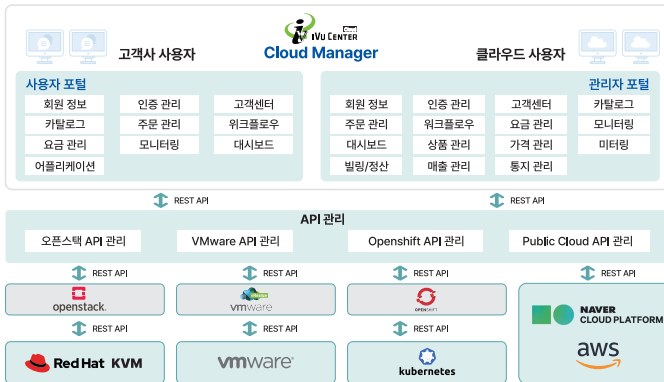 iVu CENTER Cloud
Cloud Manager
고객사 사용자
클라우드 사용자
사용자 포털
회원 정보 인증 관리 고객센터
카탈로그 주문 관리 위크플로우
요금 관리 모니터링 대시보드
어플리케이션
관리자 포털
회원 정보 인증 관리 고객센터 카탈로그
주문 관리 워크플로우 요금 관리 모니터링
대시보드 상품 관리 가격 관리 미터링
빌링/정산 매출 관리 통지 관리
REST API REST API
API 관리
오픈스택 API 관리 VMware API 관리 Openshift API 관리 Public Cloud API 관리
REST API REST API REST API REST API
openstack. vmware OPENSHIFT
REST API REST API REST API
NAVER
CLOUD PLATFORM
aws
Red Hat KVM vmware® kubernetes